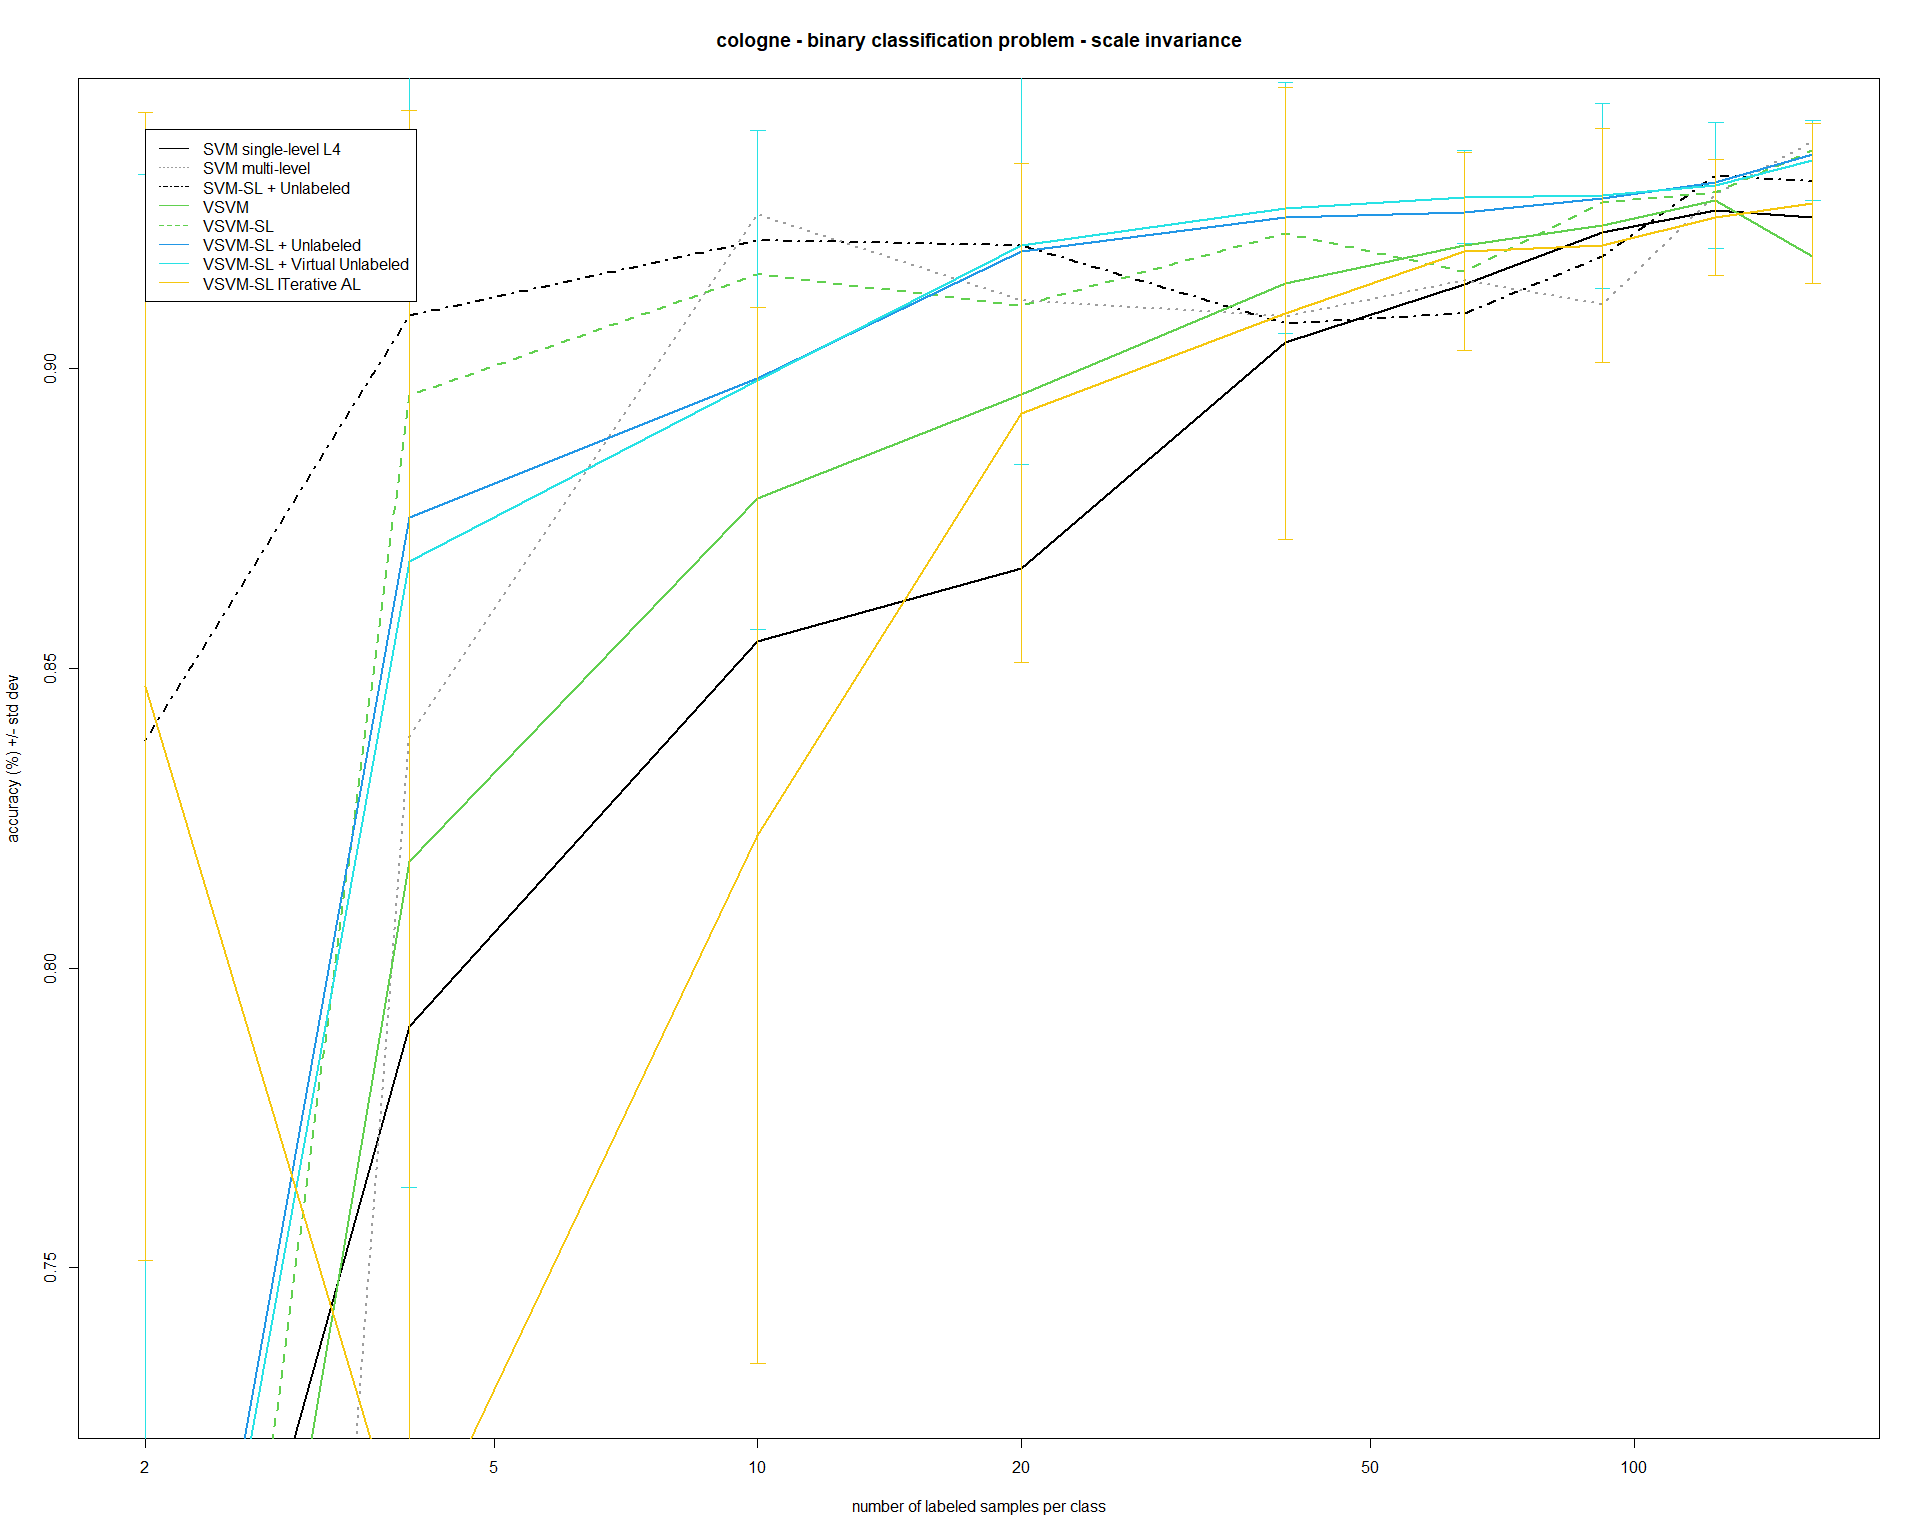 cologne - binary classification problem - scale invariance
SVM single-level L4
SVM multi-level
SVM-SL + Unlabeled
VSVM
VSVM-SL
VSVM-SL + Unlabeled
VSVM-SL + Virtual Unlabeled
VSVM-SL ITerative AL
0.90
0.85
0.80
0.75
accuracy (%) +/- std dev
2 5 10 20 50 100
number of labeled samples per class